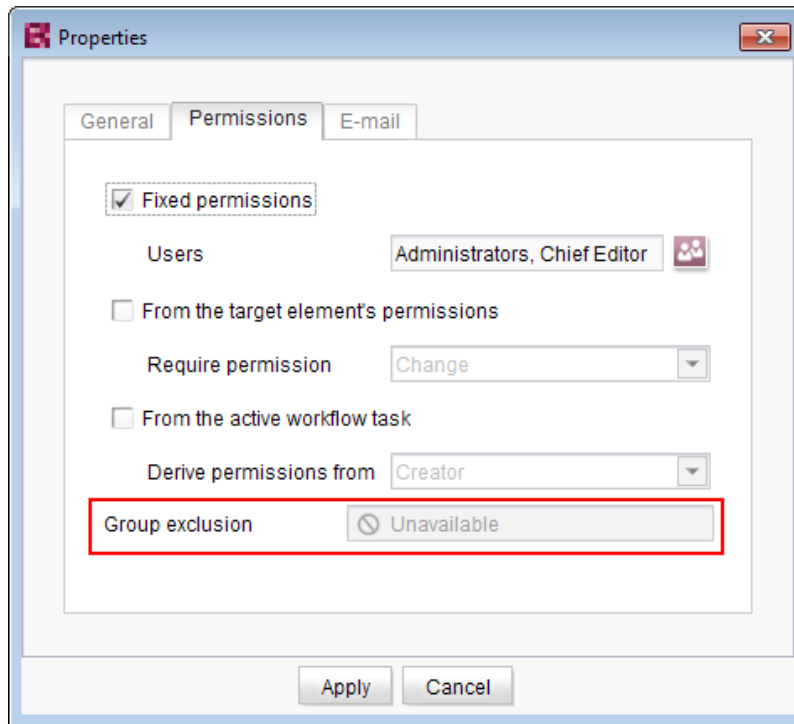 Properties
General Permissions E-mail
Fixed permissions
Users Administrators, Chief Editor
From the target element's permissions
Require permission Change
From the active workflow task
Derive permissions from Creator
Group exclusion Unavailable
Apply Cancel